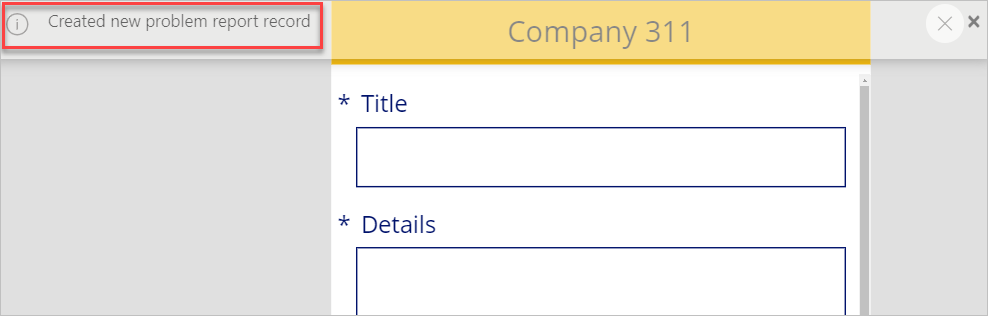 Created new problem report record
Company 311
* Title
* Details